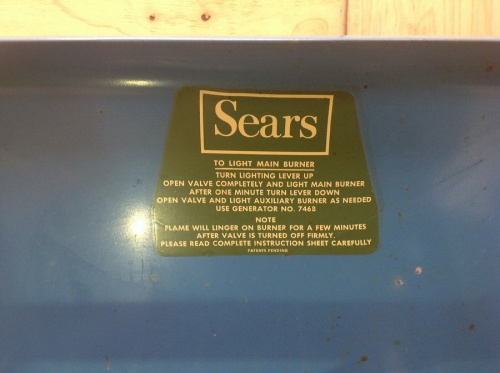 Sears
TO LIGHT MAIN BURNER
TURN LIGHTING LEVER UP
OPEN VALVE COMPLETELY AND LIGHT MAIN BURNER
AFTER ONE MINUTE TURN LEVER DOWN
OPEN VALVE AND LIGHT AUXILIARY BURNER AS NEEDED
USE GENERATOR NO. 7468
NOTE
FLAME WILL LINGER ON BURNER FOR A FEW MINUTES
AFTER VALVE IS TURNED OFF FIRMLY.
PLEASE READ COMPLETE INSTRUCTION SHEET CAREFULLY
PATENTS PENDING